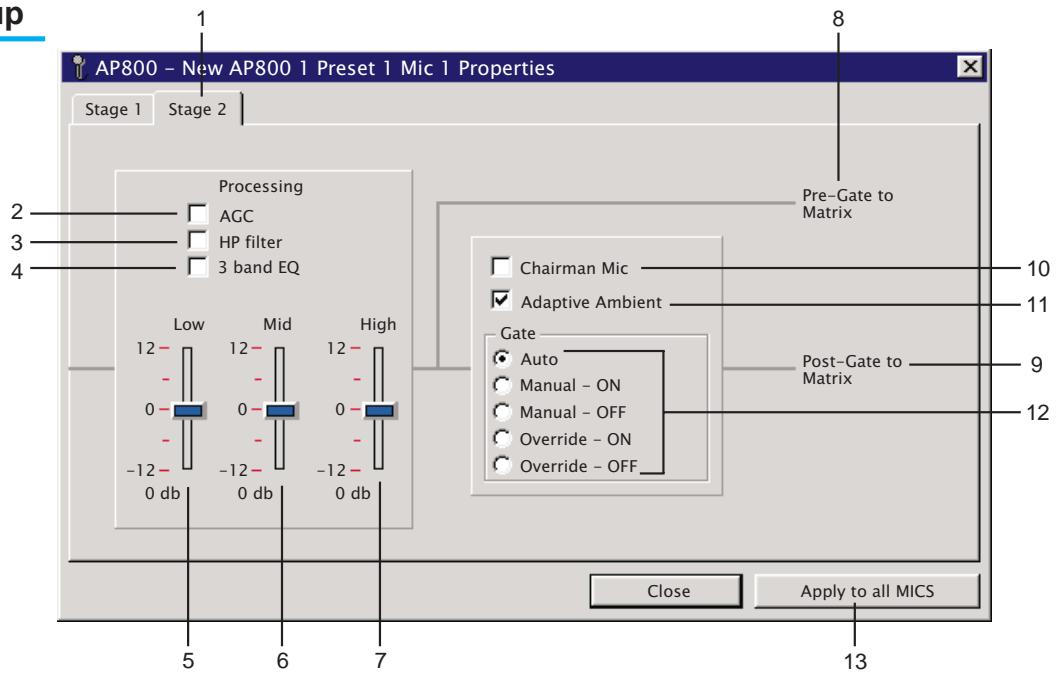 up
1
8
AP800 – New AP800 1 Preset 1 Mic 1 Properties
Stage 1
Stage 2
Processing
2
AGC
3
HP filter
4
3 band EQ
Low
Mid
High
12
12
12
0
0
0
-12
-12
-12
0 db
0 db
0 db
Pre-Gate to
Matrix
Chairman Mic
10
Adaptive Ambient
11
Gate
Auto
Manual – ON
Manual – OFF
Override – ON
Override – OFF
12
Post-Gate to
Matrix
9
Close
Apply to all MICS
5
6
7
13